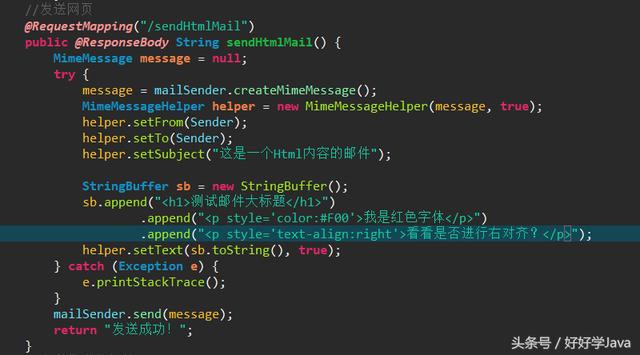 //发送网页
@RequestMapping("/sendHtmlMail")
public @ResponseBody String sendHtmlMail() {
    MimeMessage message = null;
    try {
        message = mailSender.createMimeMessage();
        MimeMessageHelper helper = new MimeMessageHelper(message, true);
        helper.setFrom(Sender);
        helper.setTo(Sender);
        helper.setSubject("这是一个Html内容的邮件");

        StringBuffer sb = new StringBuffer();
        sb.append("<h1>测试邮件大标题</h1>")
                .append("<p style='color:#F00'>我是红色字体</p>")
                .append("<p style='text-align:right'>看看是否进行右对齐？</p>");
        helper.setText(sb.toString(), true);
    } catch (Exception e) {
        e.printStackTrace();
    }
    mailSender.send(message);
    return "发送成功！";
}
头条号 / 好好学Java